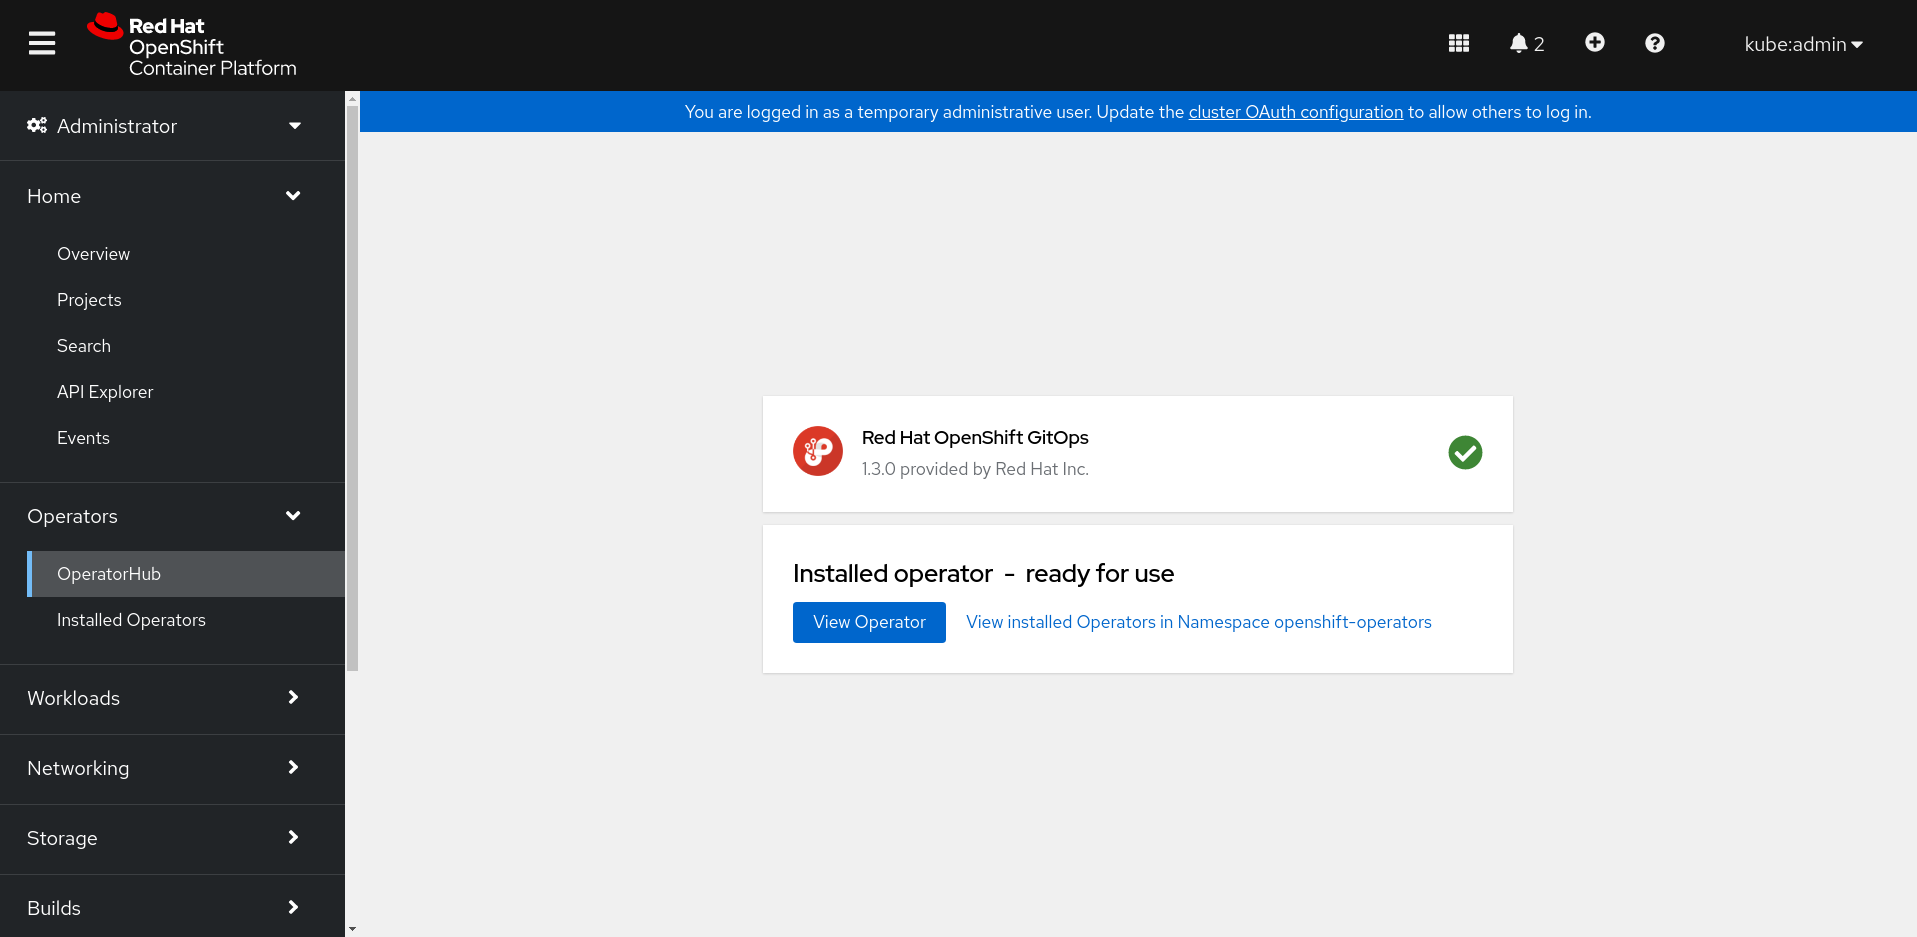 Red Hat
OpenShift
Container Platform
2
kube:admin
Administrator
Home
Overview
Projects
Search
API Explorer
Events
Operators
OperatorHub
Installed Operators
Workloads
Networking
Storage
Builds
You are logged in as a temporary administrative user. Update the cluster OAuth configuration to allow others to log in.
Red Hat OpenShift GitOps
1.3.0 provided by Red Hat Inc.
Installed operator - ready for use
View Operator View installed Operators in Namespace openshift-operators